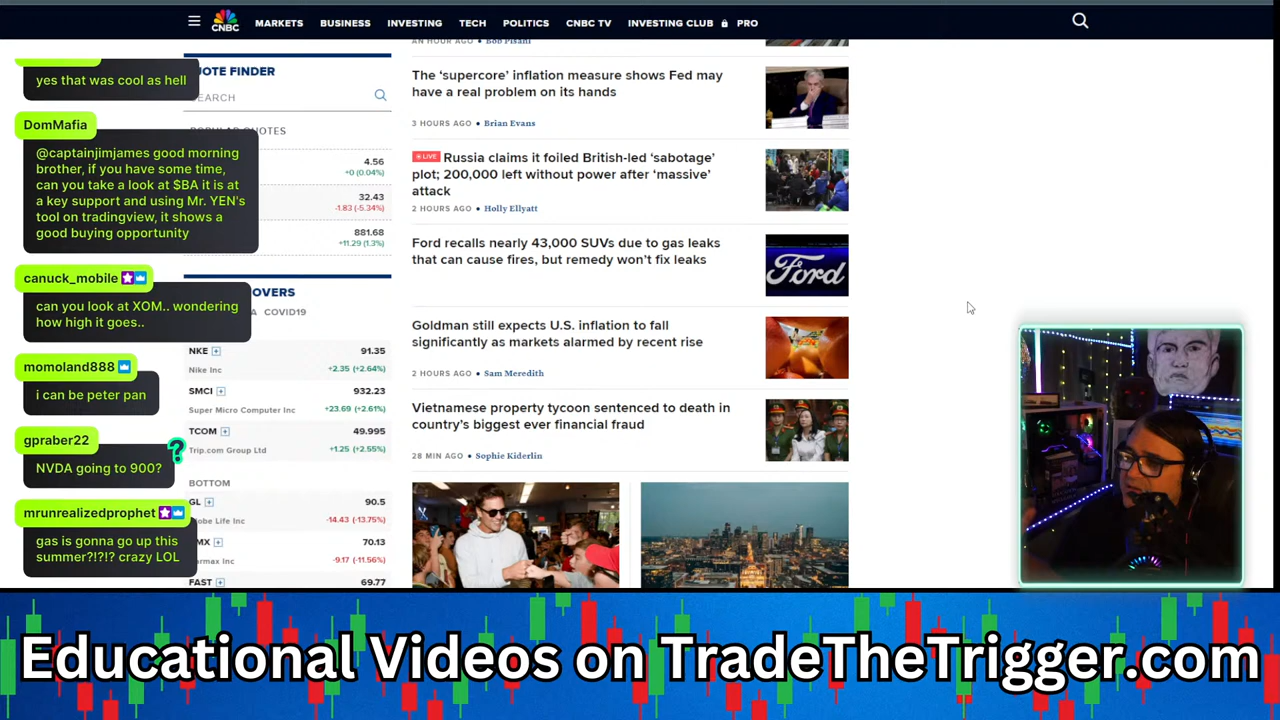 CNBC
MARKETS
BUSINESS
INVESTING
TECH
POLITICS
CNBC TV
INVESTING CLUB
PRO
yes that was cool as hell
DomMafia
@captainjimjames good morning
brother, if you have some time,
can you take a look at $BA it is at
a key support and using Mr. YEN's
tool on tradingview, it shows a
good buying opportunity
canuck_mobile
can you look at XOM.. wondering
how high it goes..
momoland888
i can be peter pan
gpraber22
?
NVDA going to 900?
mrunrealizedprophet
gas is gonna go up this
summer?!?!? crazy LOL
UOTE FINDER
EARCH
QUOTES
4.56
+0 (0.04%)
32.43
-1.83 (-5.34%)
881.68
+11.29 (1.3%)
OVERS
A COVID19
NKE
91.35
Nike Inc
+2.35 (+2.64%)
SMCI
932.23
Super Micro Computer Inc
+23.69 (+2.61%)
TCOM
49.995
Trip.com Group Ltd
+1.25 (+2.55%)
BOTTOM
GL
90.5
lobe Life Inc
-14.43 (-13.75%)
MX
70.13
armax Inc
-9.17 (-11.56%)
FAST
69.77
AN HOUR AGO • Bob Pisani
The ‘supercore’ inflation measure shows Fed may
have a real problem on its hands
3 HOURS AGO • Brian Evans
LIVE Russia claims it foiled British-led ‘sabotage’
plot; 200,000 left without power after ‘massive’
attack
2 HOURS AGO • Holly Ellyatt
Ford recalls nearly 43,000 SUVs due to gas leaks
that can cause fires, but remedy won’t fix leaks
Ford
Goldman still expects U.S. inflation to fall
significantly as markets alarmed by recent rise
2 HOURS AGO • Sam Meredith
Vietnamese property tycoon sentenced to death in
country’s biggest ever financial fraud
28 MIN AGO • Sophie Kiderlin
Educational Videos on TradeTheTrigger.com